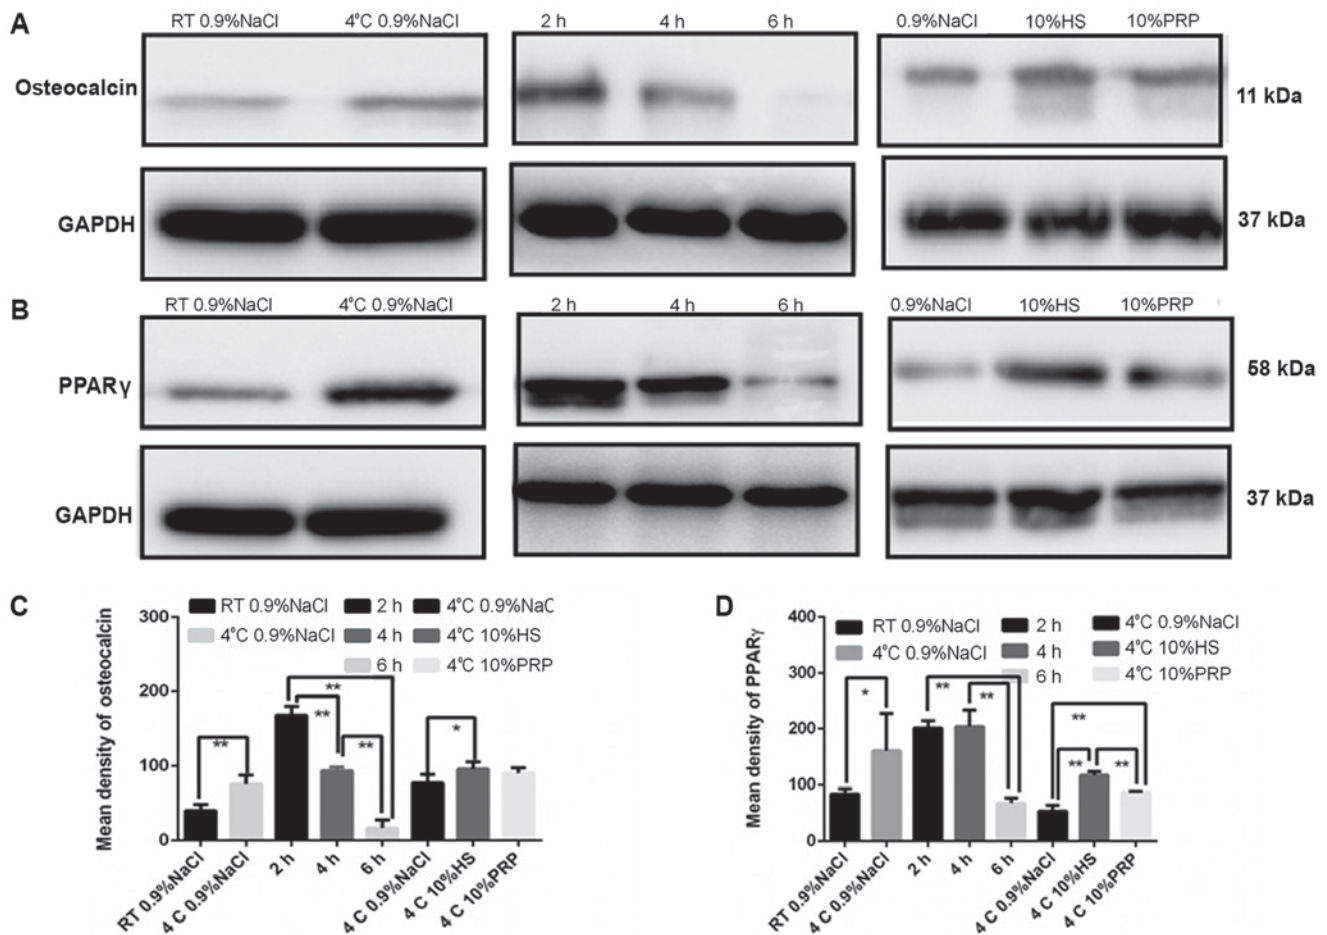 A
RT 0.9%NaCl 4°C 0.9%NaCl 2 h 4 h 6 h 0.9%NaCl 10%HS 10%PRP
Osteocalcin 11 kDa
GAPDH 37 kDa
B
RT 0.9%NaCl 4°C 0.9%NaCl 2 h 4 h 6 h 0.9%NaCl 10%HS 10%PRP
PPARγ 58 kDa
GAPDH 37 kDa
C
RT 0.9%NaCl 2 h 4°C 0.9%NaC
4°C 0.9%NaCl 4 h 4°C 10%HS
6 h 4°C 10%PRP
Mean density of osteocalcin
300
200
100
0
** ** ** ** *
RT 0.9%NaCl 4 C 0.9%NaCl 2 h 4 h 6 h 4 C 0.9%NaCl 4 C 10%HS 4 C 10%PRP
D
RT 0.9%NaCl 2 h 4°C 0.9%NaCl
4°C 0.9%NaCl 4 h 4°C 10%HS
6 h 4°C 10%PRP
Mean density of PPARγ
400
300
200
100
0
* ** ** ** ** **
RT 0.9%NaCl 4 C 0.9%NaCl 2 h 4 h 6 h 4 C 0.9%NaCl 4 C 10%HS 4 C 10%PRP